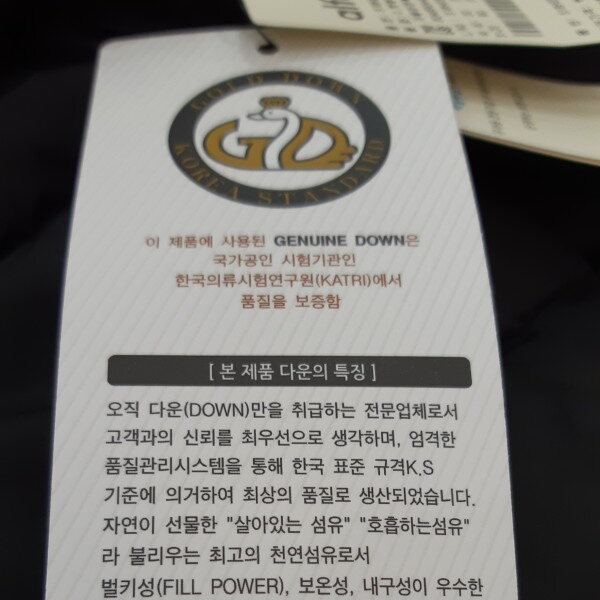 GOLD DOWN
GD
KOREA STANDARD
이 제품에 사용된 GENUINE DOWN은
국가공인 시험기관인
한국의류시험연구원(KATRI)에서
품질을 보증함
[ 본 제품 다운의 특징 ]
오직 다운(DOWN)만을 취급하는 전문업체로서
고객과의 신뢰를 최우선으로 생각하며, 엄격한
품질관리시스템을 통해 한국 표준 규격K.S
기준에 의거하여 최상의 품질로 생산되었습니다.
자연이 선물한 "살아있는 섬유" "호흡하는섬유"
라 불리우는 최고의 천연섬유로서
벌키성(FILL POWER), 보온성, 내구성이 우수한